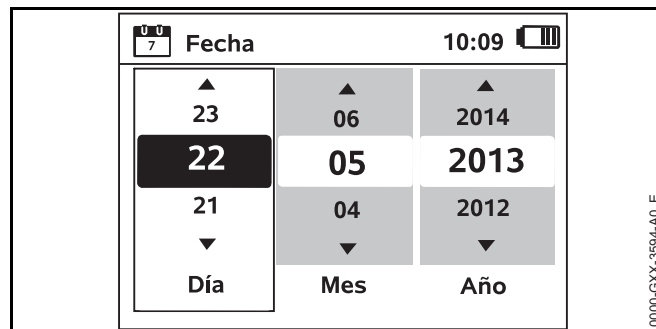 7 Fecha 10:09
23 06 2014
22 05 2013
21 04 2012
Día Mes Año
0000-GXX-3594-A0_E